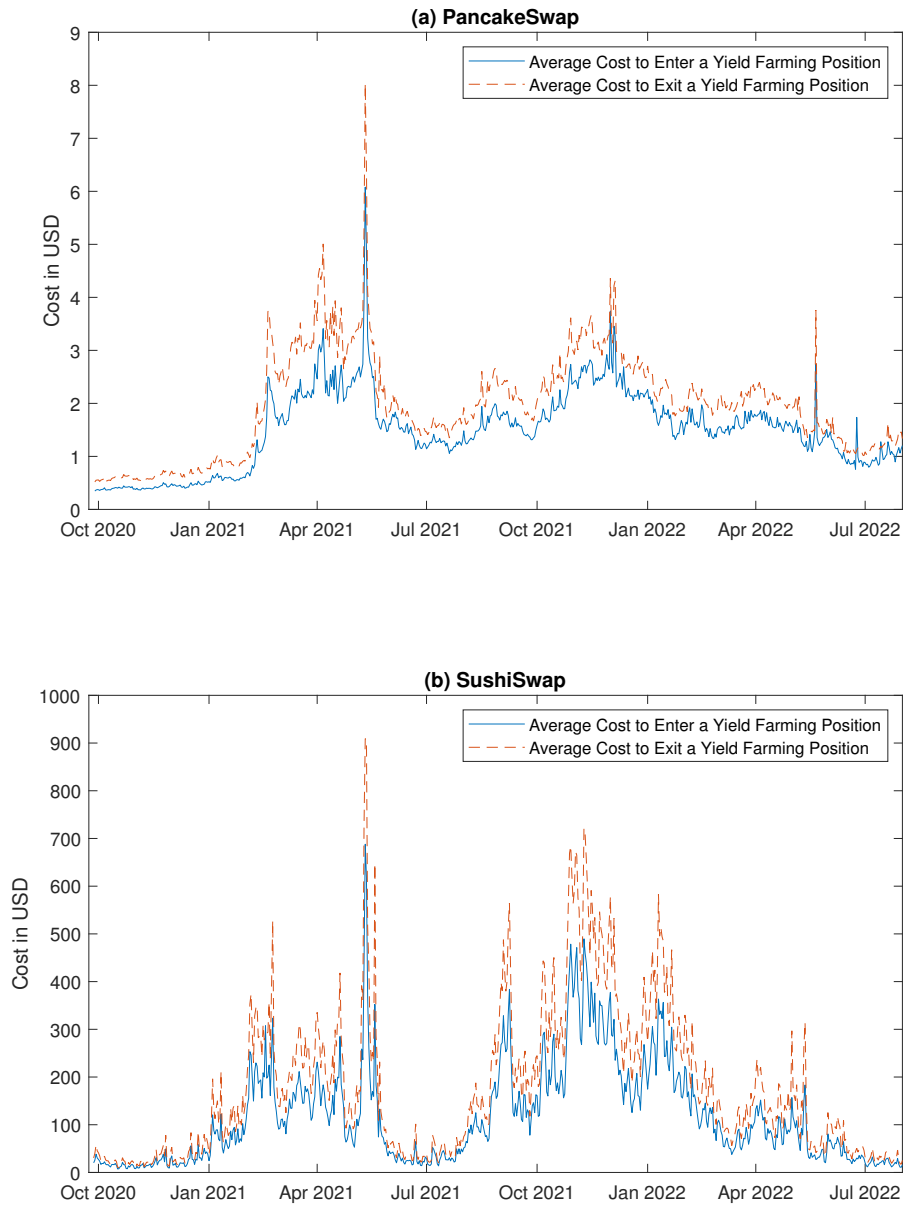 (a) PancakeSwap
9
Average Cost to Enter a Yield Farming Position
Average Cost to Exit a Yield Farming Position
8
7
6
5
4
3
2
1
0
Cost in USD
Oct 2020 Jan 2021 Apr 2021 Jul 2021 Oct 2021 Jan 2022 Apr 2022 Jul 2022
(b) SushiSwap
1000
Average Cost to Enter a Yield Farming Position
Average Cost to Exit a Yield Farming Position
900
800
700
600
500
400
300
200
100
0
Cost in USD
Oct 2020 Jan 2021 Apr 2021 Jul 2021 Oct 2021 Jan 2022 Apr 2022 Jul 2022